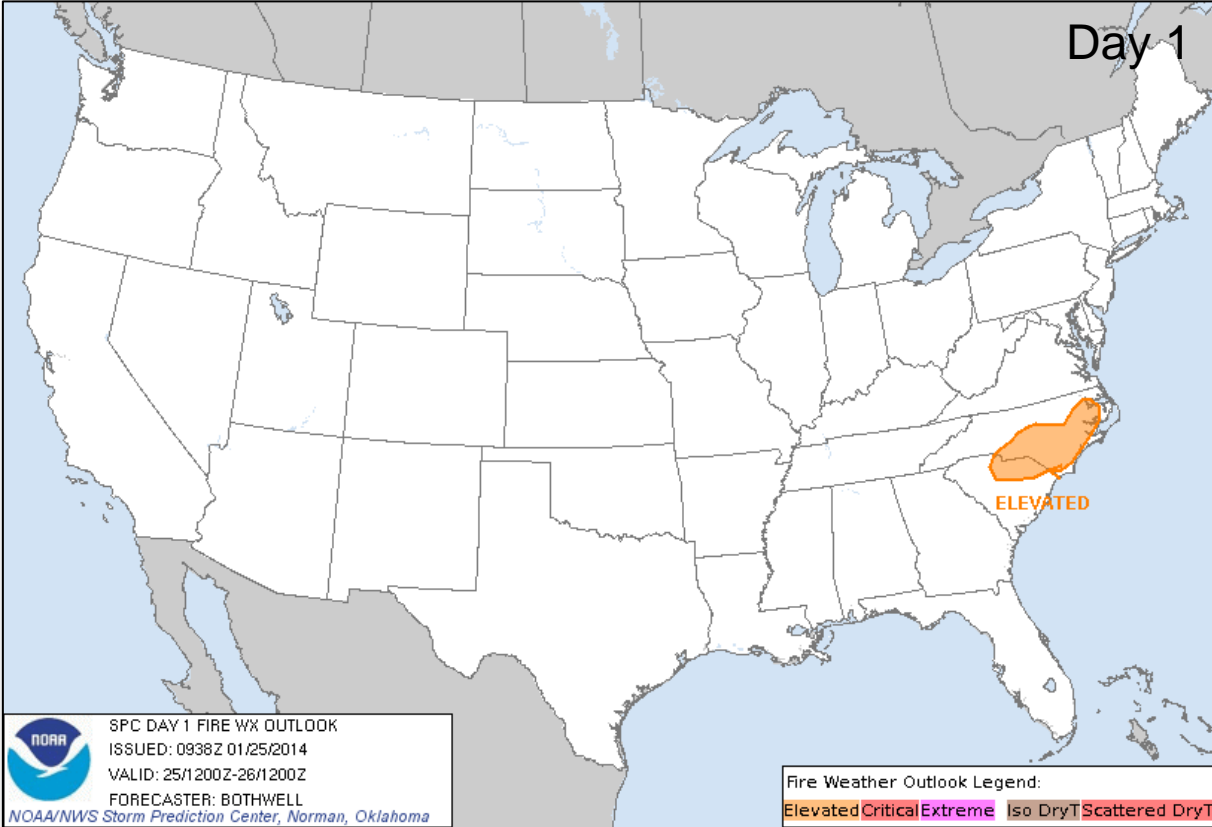 Day 1
ELEVATED
NOAA
SPC DAY 1 FIRE WX OUTLOOK
ISSUED: 0938Z 01/25/2014
VALID: 25/1200Z-26/1200Z
FORECASTER: BOTHWELL
NOAA/NWS Storm Prediction Center, Norman, Oklahoma
Fire Weather Outlook Legend:
Elevated Critical Extreme Iso DryT Scattered DryT